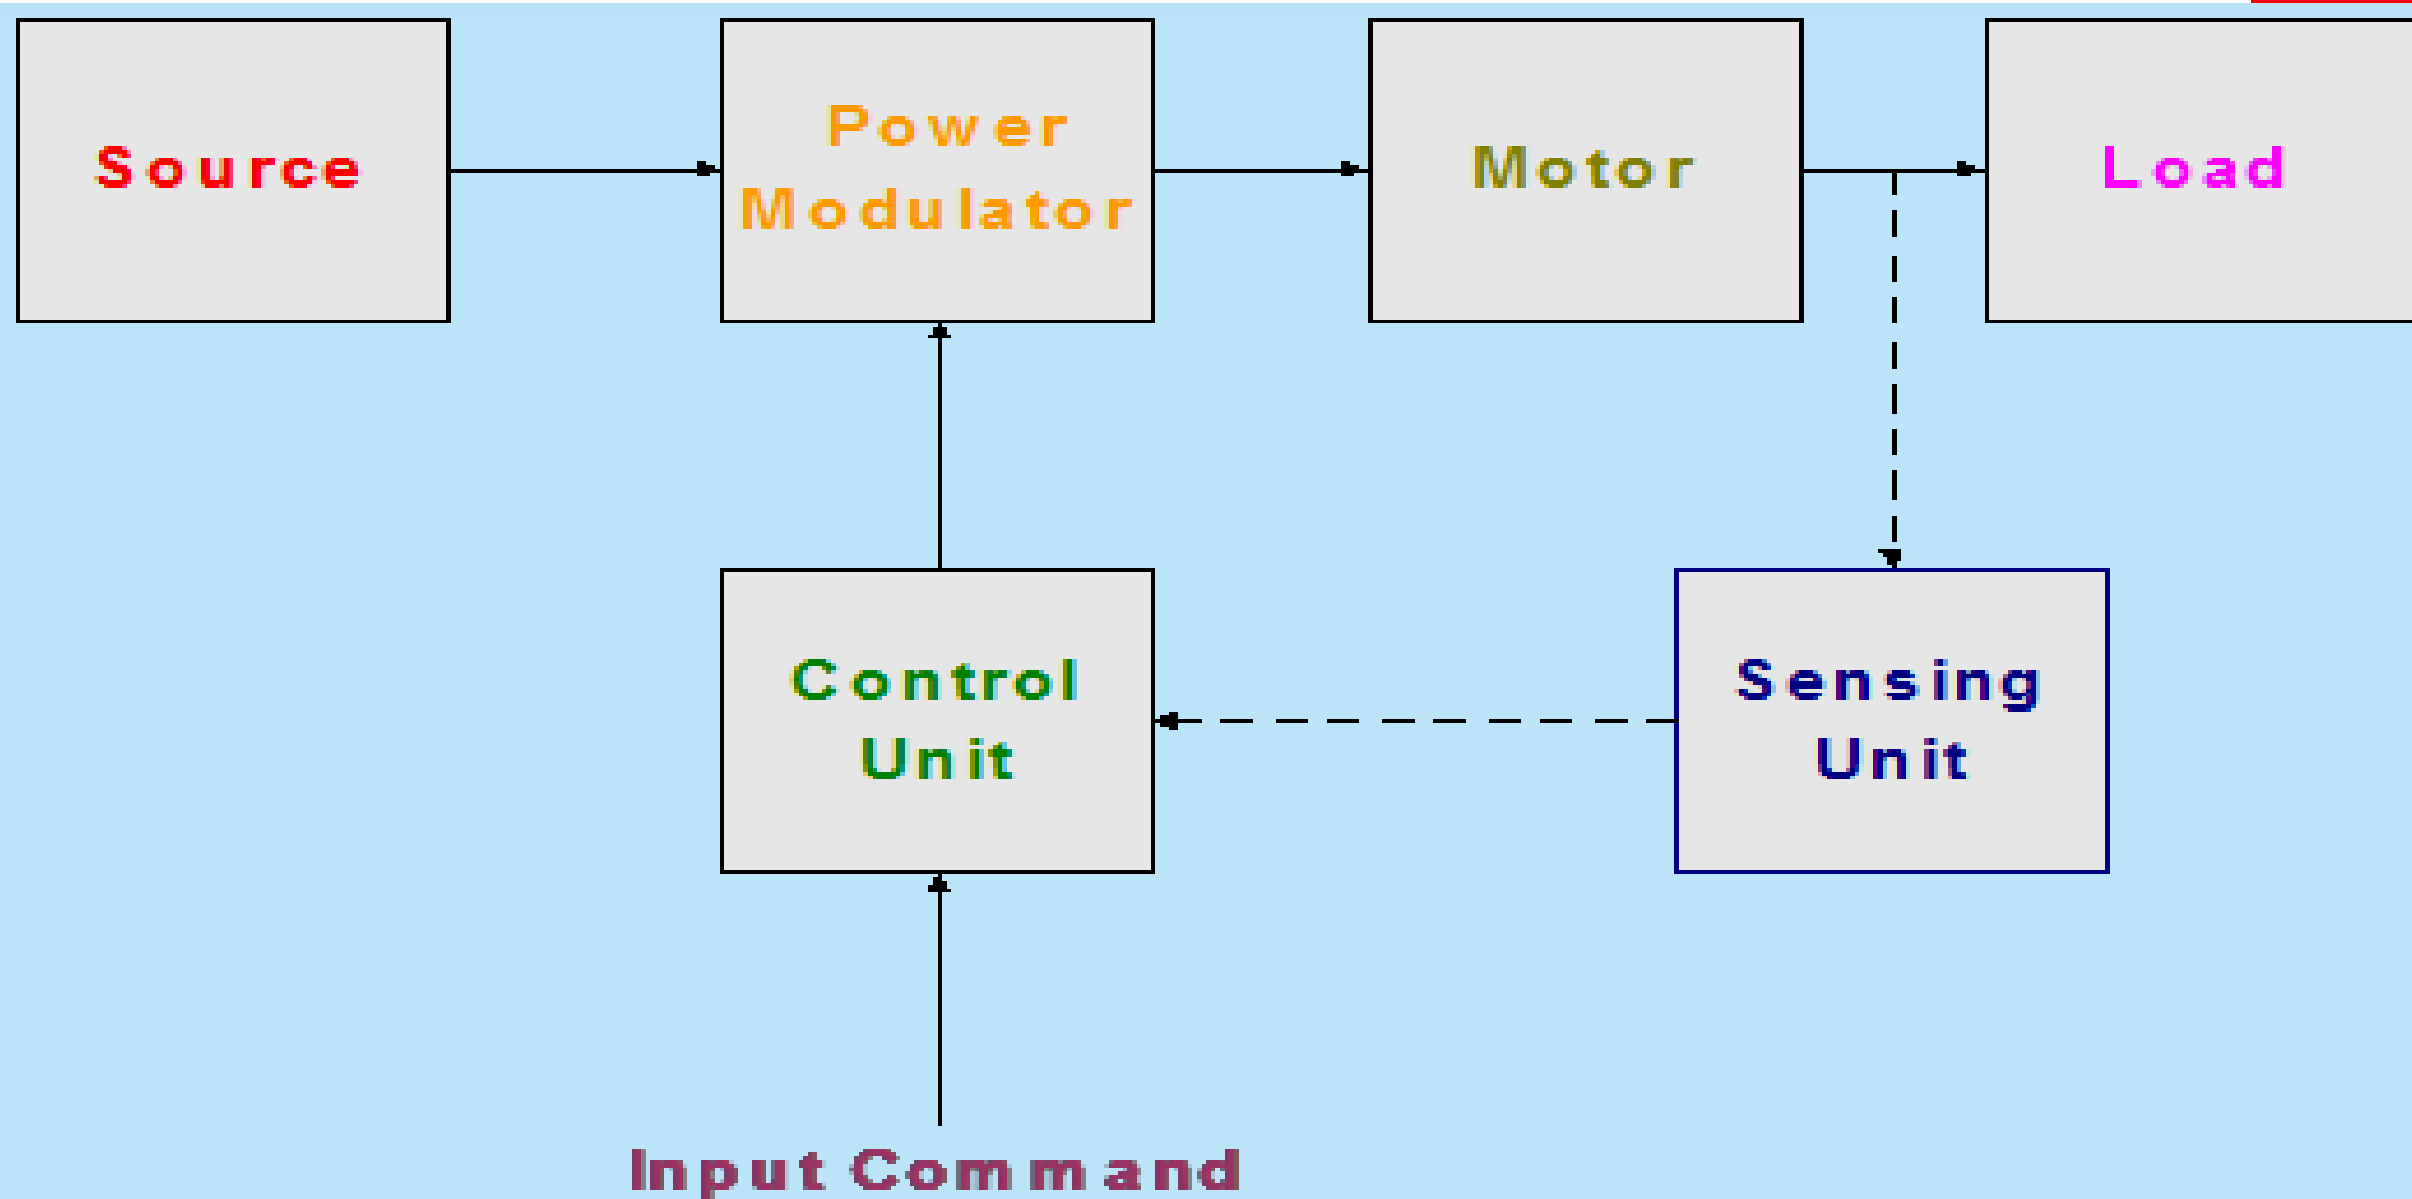 Source
Power
Modulator
Motor
Load
Control
Unit
Sensing
Unit
Input Command